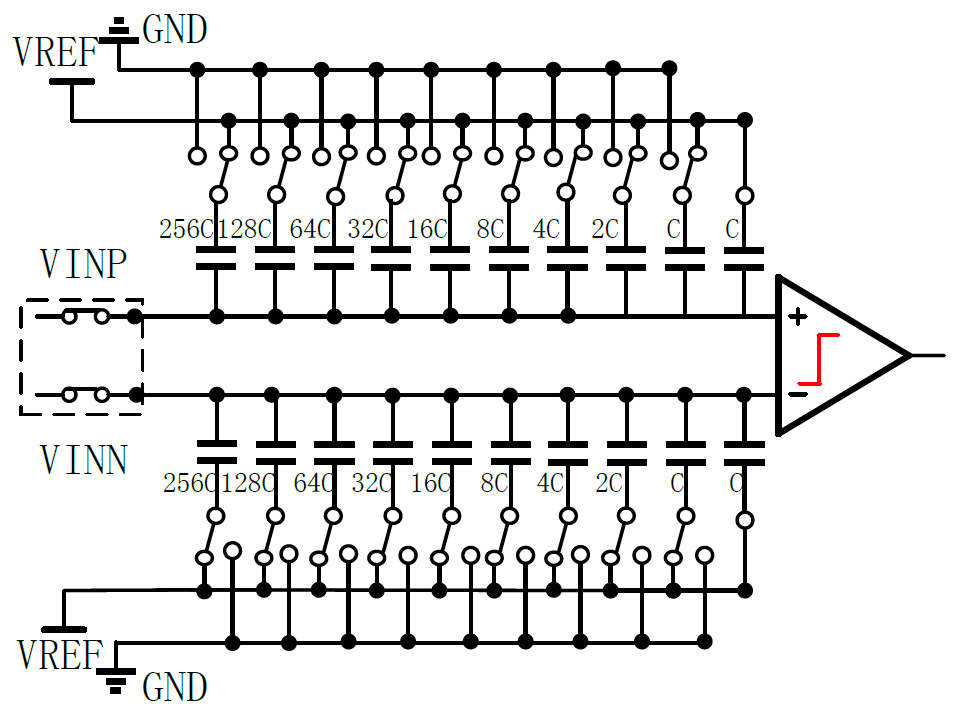 GND
VREF
256C 128C 64C 32C 16C 8C 4C 2C C C
VINP
+
-
VINN
256C 128C 64C 32C 16C 8C 4C 2C C C
VREF
GND